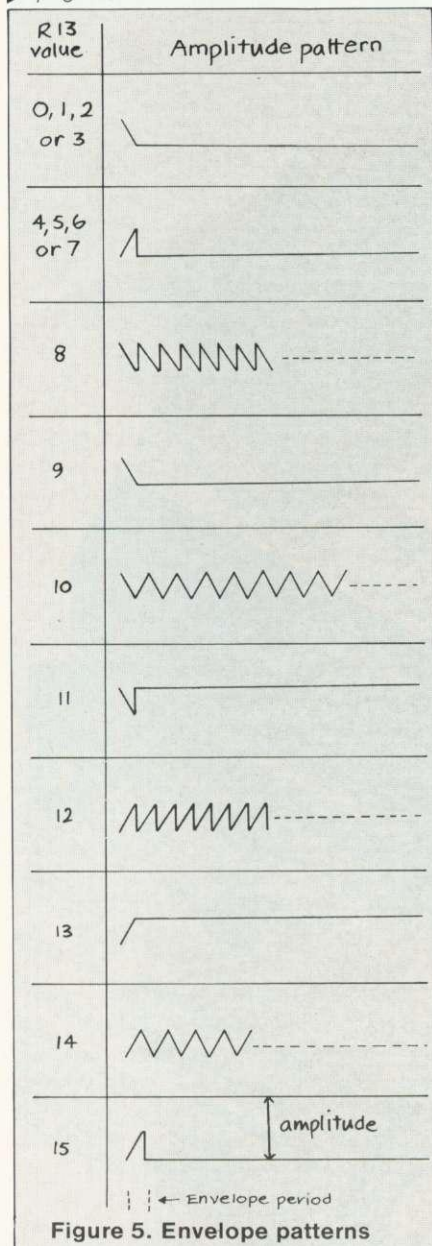 R13
value
Amplitude pattern
0, 1, 2
or 3
4, 5, 6
or 7
8
9
10
11
12
13
14
15
amplitude
← Envelope period
Figure 5. Envelope patterns